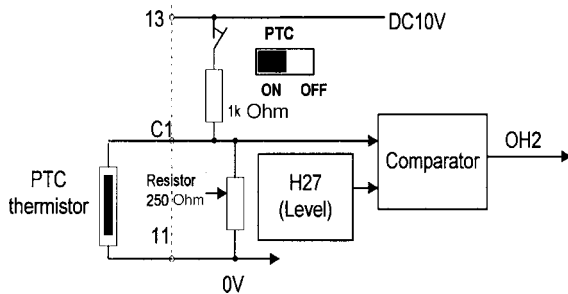 13
DC10V
PTC
ON OFF
1k Ohm
C1
PTC
thermistor
Resistor
250 Ohm
H27
(Level)
Comparator
OH2
11
0V